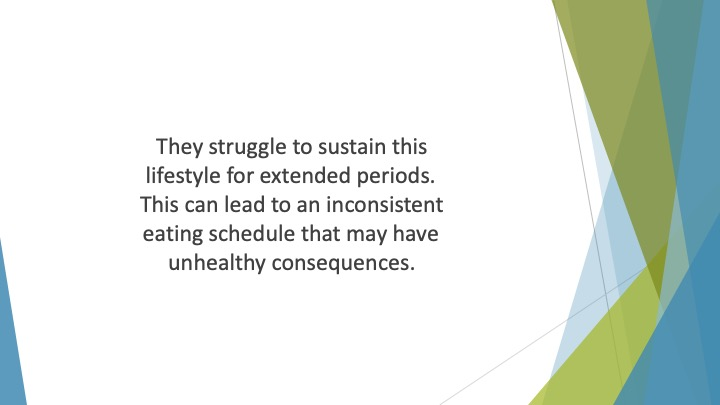 They struggle to sustain this
lifestyle for extended periods.
This can lead to an inconsistent
eating schedule that may have
unhealthy consequences.